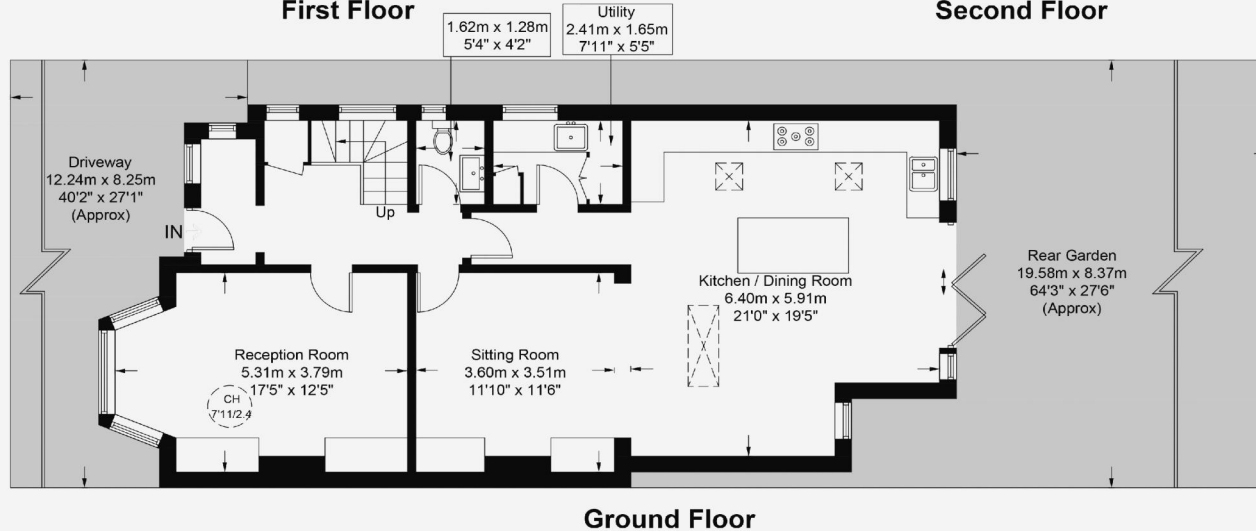 First Floor
Second Floor
1.62m x 1.28m
5'4" x 4'2"
Utility
2.41m x 1.65m
7'11" x 5'5"
Driveway
12.24m x 8.25m
40'2" x 27'1"
(Approx)
IN
Up
Kitchen / Dining Room
6.40m x 5.91m
21'0" x 19'5"
Rear Garden
19.58m x 8.37m
64'3" x 27'6"
(Approx)
Reception Room
5.31m x 3.79m
17'5" x 12'5"
CH
7'11/2.4
Sitting Room
3.60m x 3.51m
11'10" x 11'6"
Ground Floor